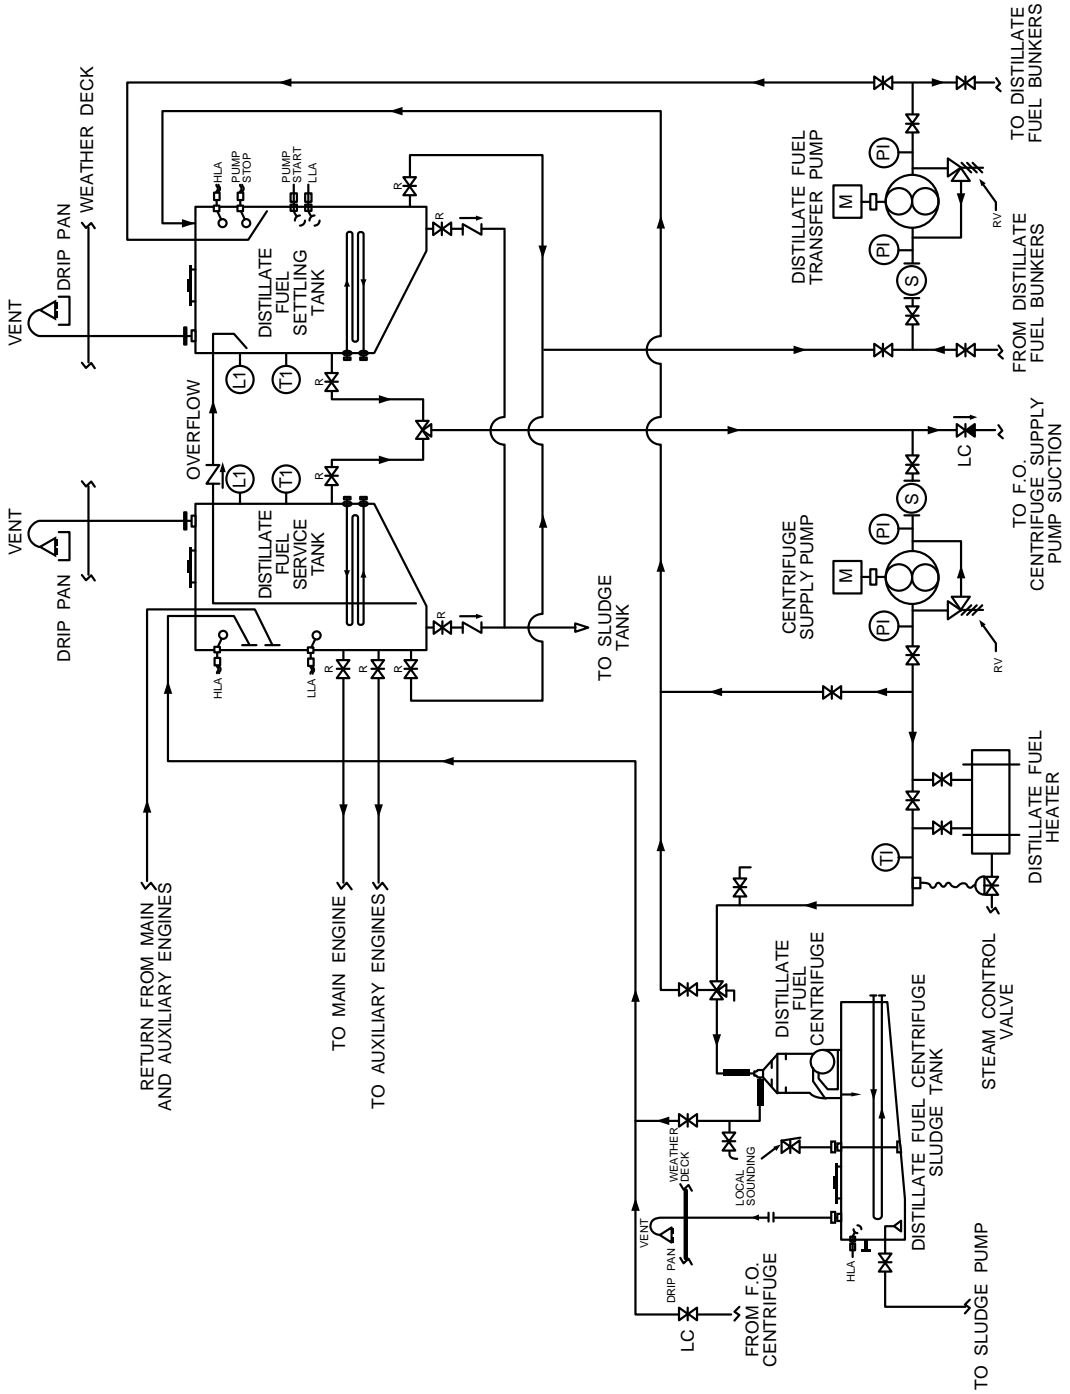 VENT
DRIP PAN
WEATHER DECK
VENT
DRIP PAN
OVERFLOW
HLA
PUMP
STOP
PUMP
START
LLA
DISTILLATE
FUEL
SETTLING
TANK
L1
T1
R
R
R
L1
T1
R
DISTILLATE
FUEL
SERVICE
TANK
HLA
LLA
R
R
R
R
TO SLUDGE
TANK
RETURN FROM MAIN
AND AUXILIARY ENGINES
TO MAIN ENGINE
TO AUXILIARY ENGINES
DISTILLATE FUEL
TRANSFER PUMP
M
PI
PI
S
RV
TO DISTILLATE
FUEL BUNKERS
FROM DISTILLATE
FUEL BUNKERS
LC
TO F.O.
CENTRIFUGE SUPPLY
PUMP SUCTION
CENTRIFUGE
SUPPLY PUMP
M
S
PI
PI
RV
DISTILLATE FUEL
HEATER
TI
STEAM CONTROL
VALVE
DISTILLATE
FUEL
CENTRIFUGE
DISTILLATE FUEL CENTRIFUGE
SLUDGE TANK
LOCAL
SOUNDING
WEATHER
DECK
VENT
DRIP PAN
HLA
LC
FROM F.O.
CENTRIFUGE
TO SLUDGE PUMP